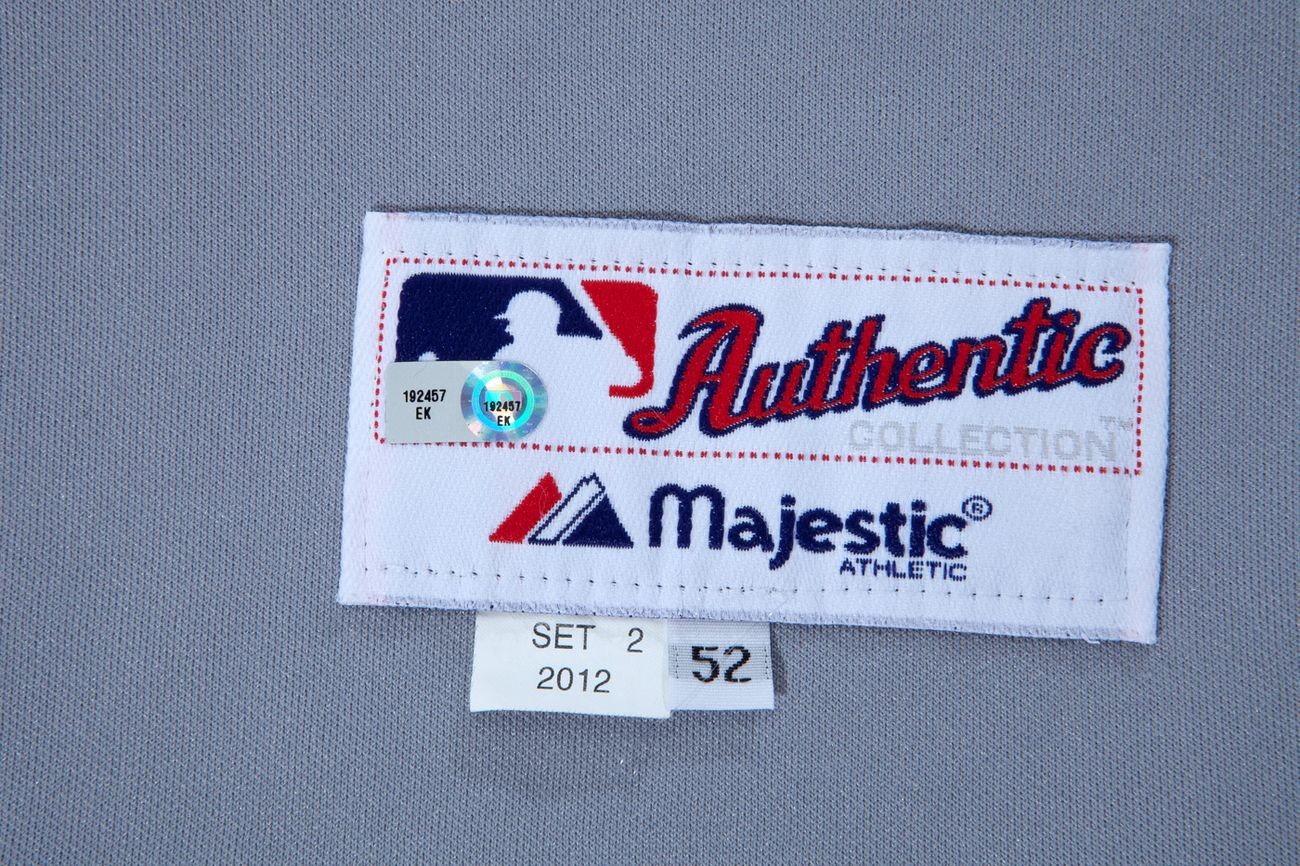 Authentic
COLLECTION™
192457
EK
192457
EK
Majestic®
ATHLETIC
SET 2
2012
52